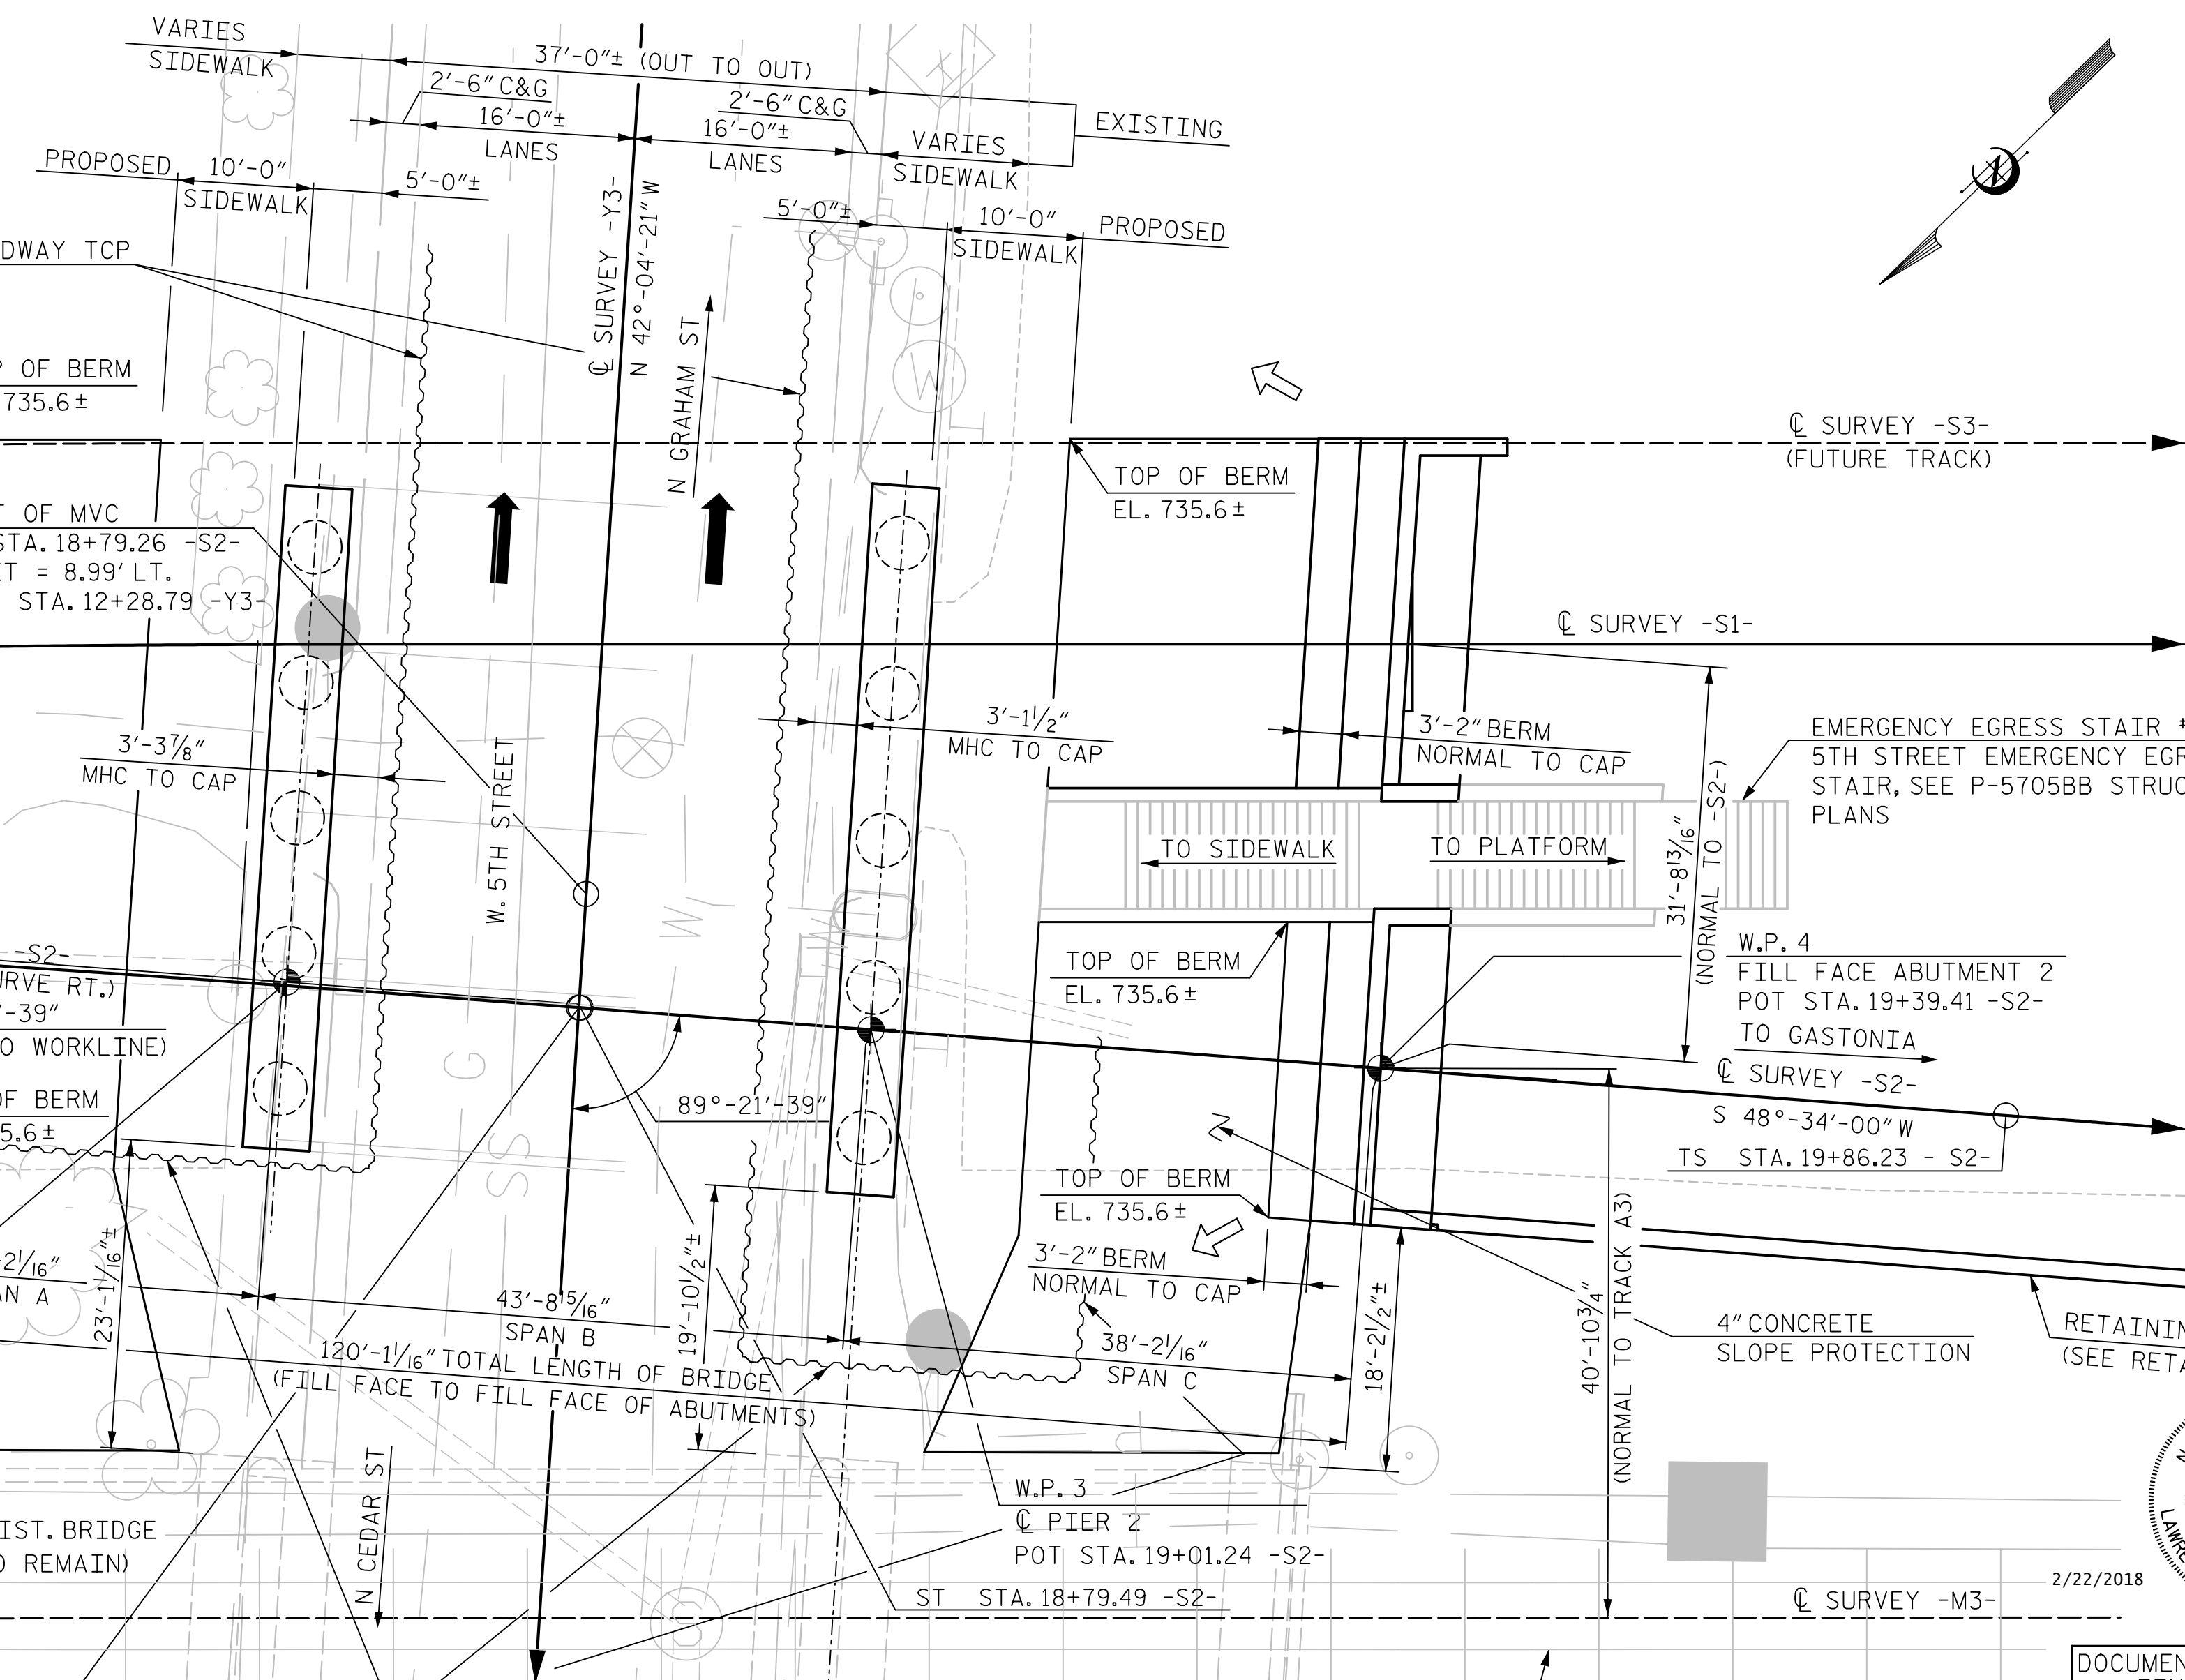 VARIES
SIDEWALK
37'-0"± (OUT TO OUT)
2'-6" C&G
2'-6" C&G
16'-0"±
LANES
16'-0"±
LANES
VARIES
SIDEWALK
EXISTING
PROPOSED
10'-0"
SIDEWALK
5'-0"±
5'-0"±
10'-0"
SIDEWALK
PROPOSED
℄ SURVEY -Y3-
N 42°-04'-21" W
N GRAHAM ST
DWAY TCP
OF BERM
735.6±
℄ SURVEY -S3-
(FUTURE TRACK)
TOP OF BERM
EL. 735.6±
T OF MVC
STA. 18+79.26 -S2-
ET = 8.99' LT.
STA. 12+28.79 -Y3-
W
℄ SURVEY -S1-
3'-3⅞"
MHC TO CAP
3'-1½"
MHC TO CAP
3'-2" BERM
NORMAL TO CAP
W. 5TH STREET
EMERGENCY EGRESS STAIR
5TH STREET EMERGENCY EGR
STAIR, SEE P-5705BB STRUC
PLANS
TO SIDEWALK
TO PLATFORM
31'-8 13/16"
(NORMAL TO -S2-)
TOP OF BERM
EL. 735.6±
W.P. 4
FILL FACE ABUTMENT 2
POT STA. 19+39.41 -S2-
TO GASTONIA
℄ SURVEY -S2-
S 48°-34'-00" W
TS STA. 19+86.23 - S2-
-S2-
URVE RT.)
'-39"
O WORKLINE)
OF BERM
5.6±
W
G
SS
89°-21'-39"
TOP OF BERM
EL. 735.6±
3'-2" BERM
NORMAL TO CAP
-2 1/16"
AN A
23'-1 1/16"±
43'-8 15/16"
SPAN B
19'-10½"±
38'-2 1/16"
SPAN C
18'-2½"±
40'-10¾"
(NORMAL TO TRACK A3)
120'-1 1/16" TOTAL LENGTH OF BRIDGE
(FILL FACE TO FILL FACE OF ABUTMENTS)
4" CONCRETE
SLOPE PROTECTION
RETAININ
(SEE RETA
N CEDAR ST
IST. BRIDGE
O REMAIN)
W.P. 3
℄ PIER 2
POT STA. 19+01.24 -S2-
ST STA. 18+79.49 -S2-
℄ SURVEY -M3-
2/22/2018
LAWRE
DOCUMEN